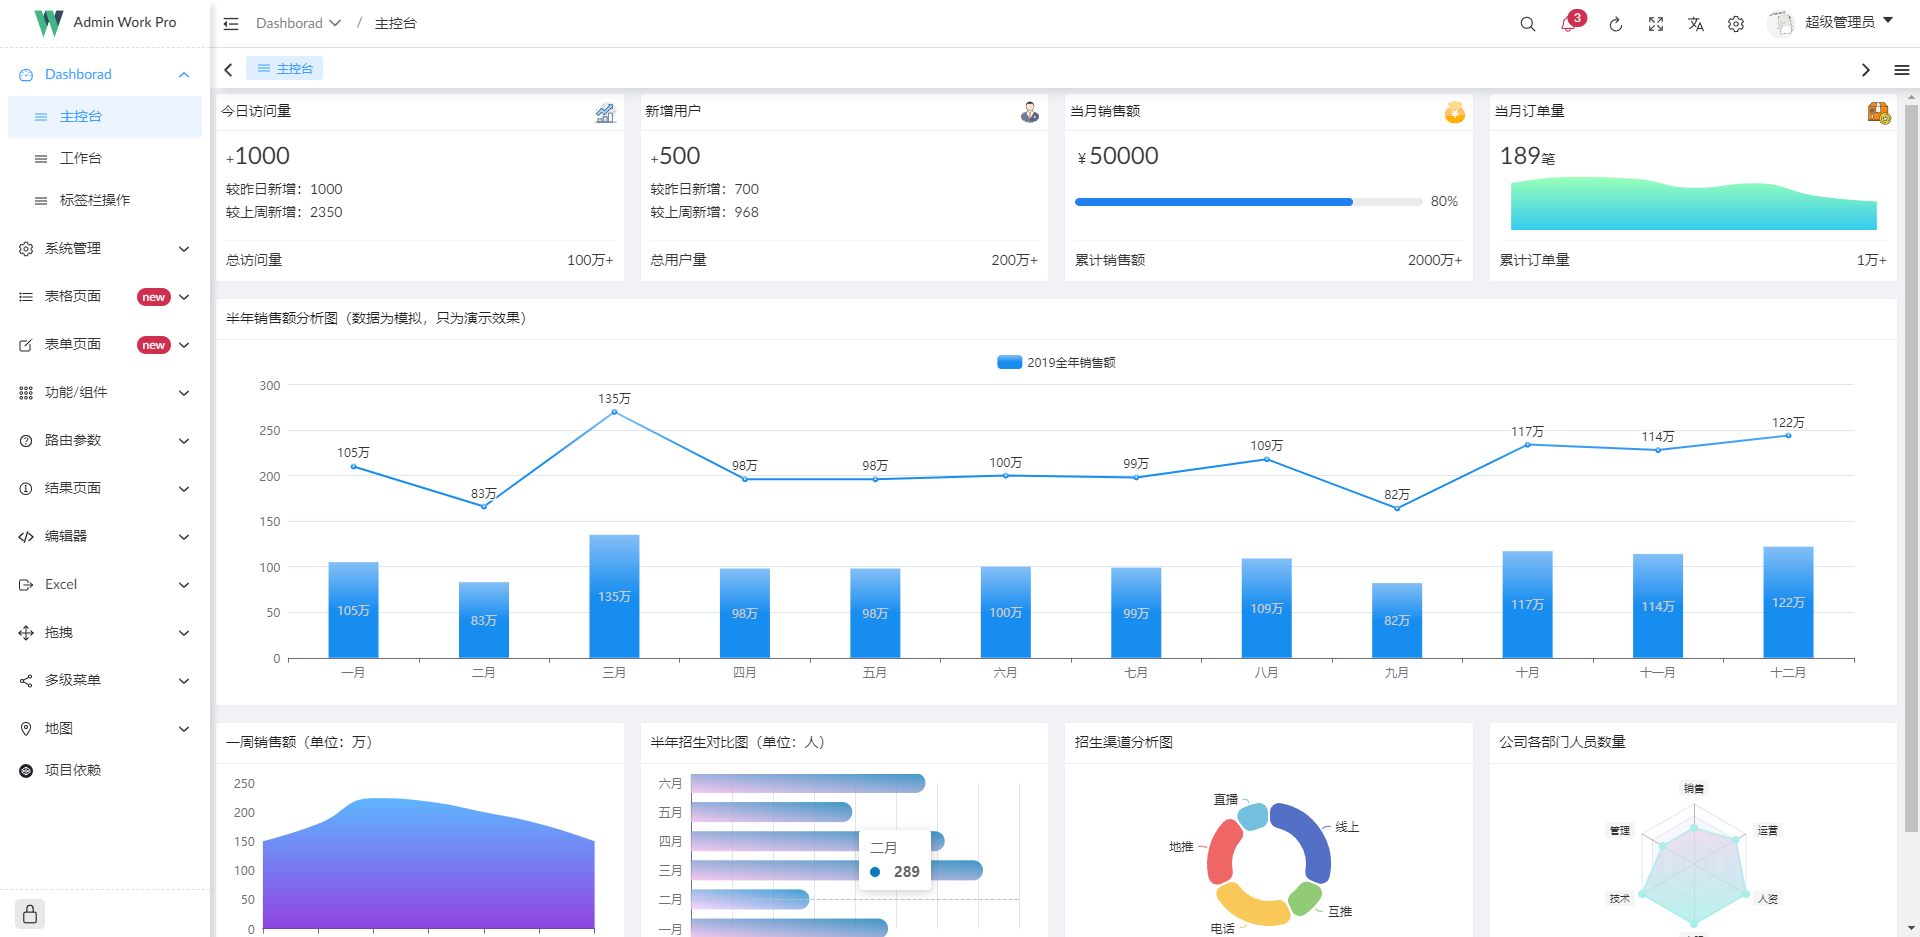 Admin Work Pro
Dashborad
主控台
工作台
标签栏操作
系统管理
表格页面 new
表单页面 new
功能/组件
路由参数
结果页面
编辑器
Excel
拖拽
多级菜单
地图
项目依赖
Dashborad / 主控台
3
超级管理员
主控台
今日访问量
+1000
较昨日新增：1000
较上周新增：2350
总访问量 100万+
新增用户
+500
较昨日新增：700
较上周新增：968
总用户量 200万+
当月销售额
￥50000
80%
累计销售额 2000万+
当月订单量
189笔
累计订单量 1万+
半年销售额分析图（数据为模拟，只为演示效果）
2019全年销售额
300
250
200
150
100
50
0
105万 83万 135万 98万 98万 100万 99万 109万 82万 117万 114万 122万
105万 83万 135万 98万 98万 100万 99万 109万 82万 117万 114万 122万
一月 二月 三月 四月 五月 六月 七月 八月 九月 十月 十一月 十二月
一周销售额（单位：万）
250
200
150
100
50
0
半年招生对比图（单位：人）
六月
五月
四月
三月
二月
一月
二月
289
招生渠道分析图
直播
线上
地推
互推
电话
公司各部门人员数量
销售
管理
运营
技术
人资